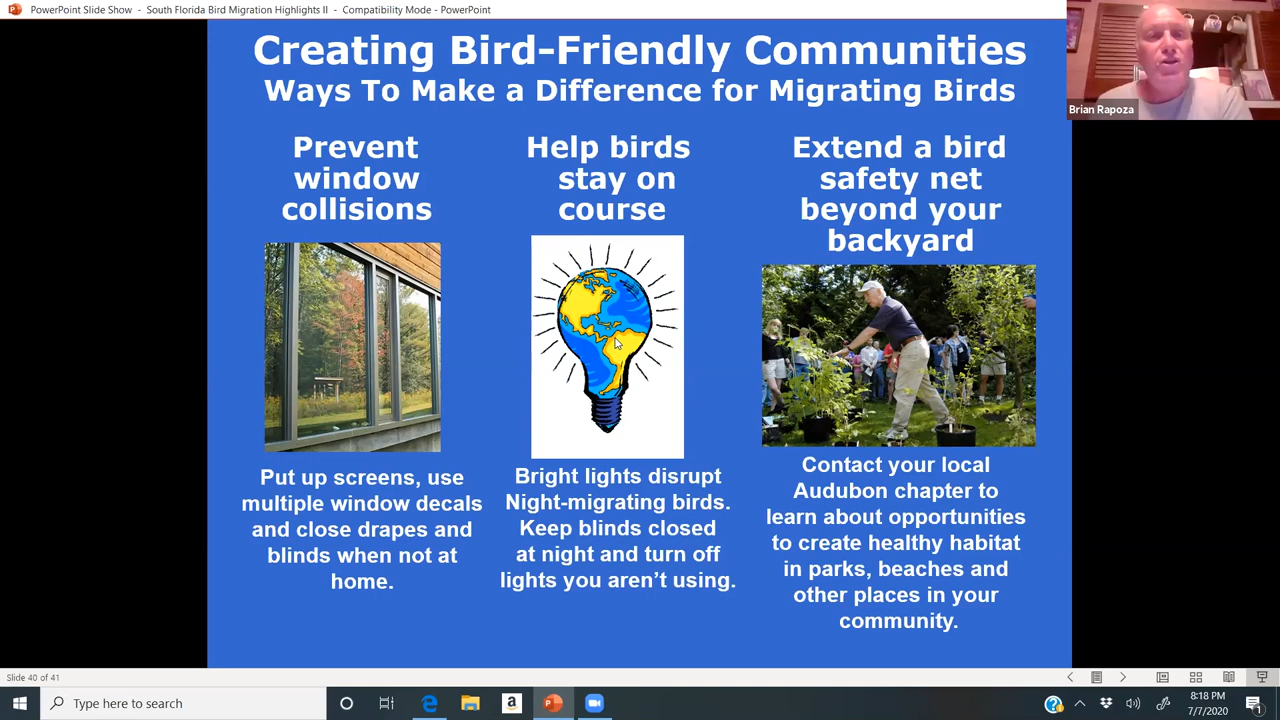 PowerPoint Slide Show - South Florida Bird Migration Highlights II - Compatibility Mode - PowerPoint
Creating Bird-Friendly Communities
Ways To Make a Difference for Migrating Birds
Brian Rapoza
Prevent
window
collisions
Put up screens, use
multiple window decals
and close drapes and
blinds when not at
home.
Help birds
stay on
course
Bright lights disrupt
Night-migrating birds.
Keep blinds closed
at night and turn off
lights you aren't using.
Extend a bird
safety net
beyond your
backyard
Contact your local
Audubon chapter to
learn about opportunities
to create healthy habitat
in parks, beaches and
other places in your
community.
Slide 40 of 41
Type here to search
8:18 PM
7/7/2020